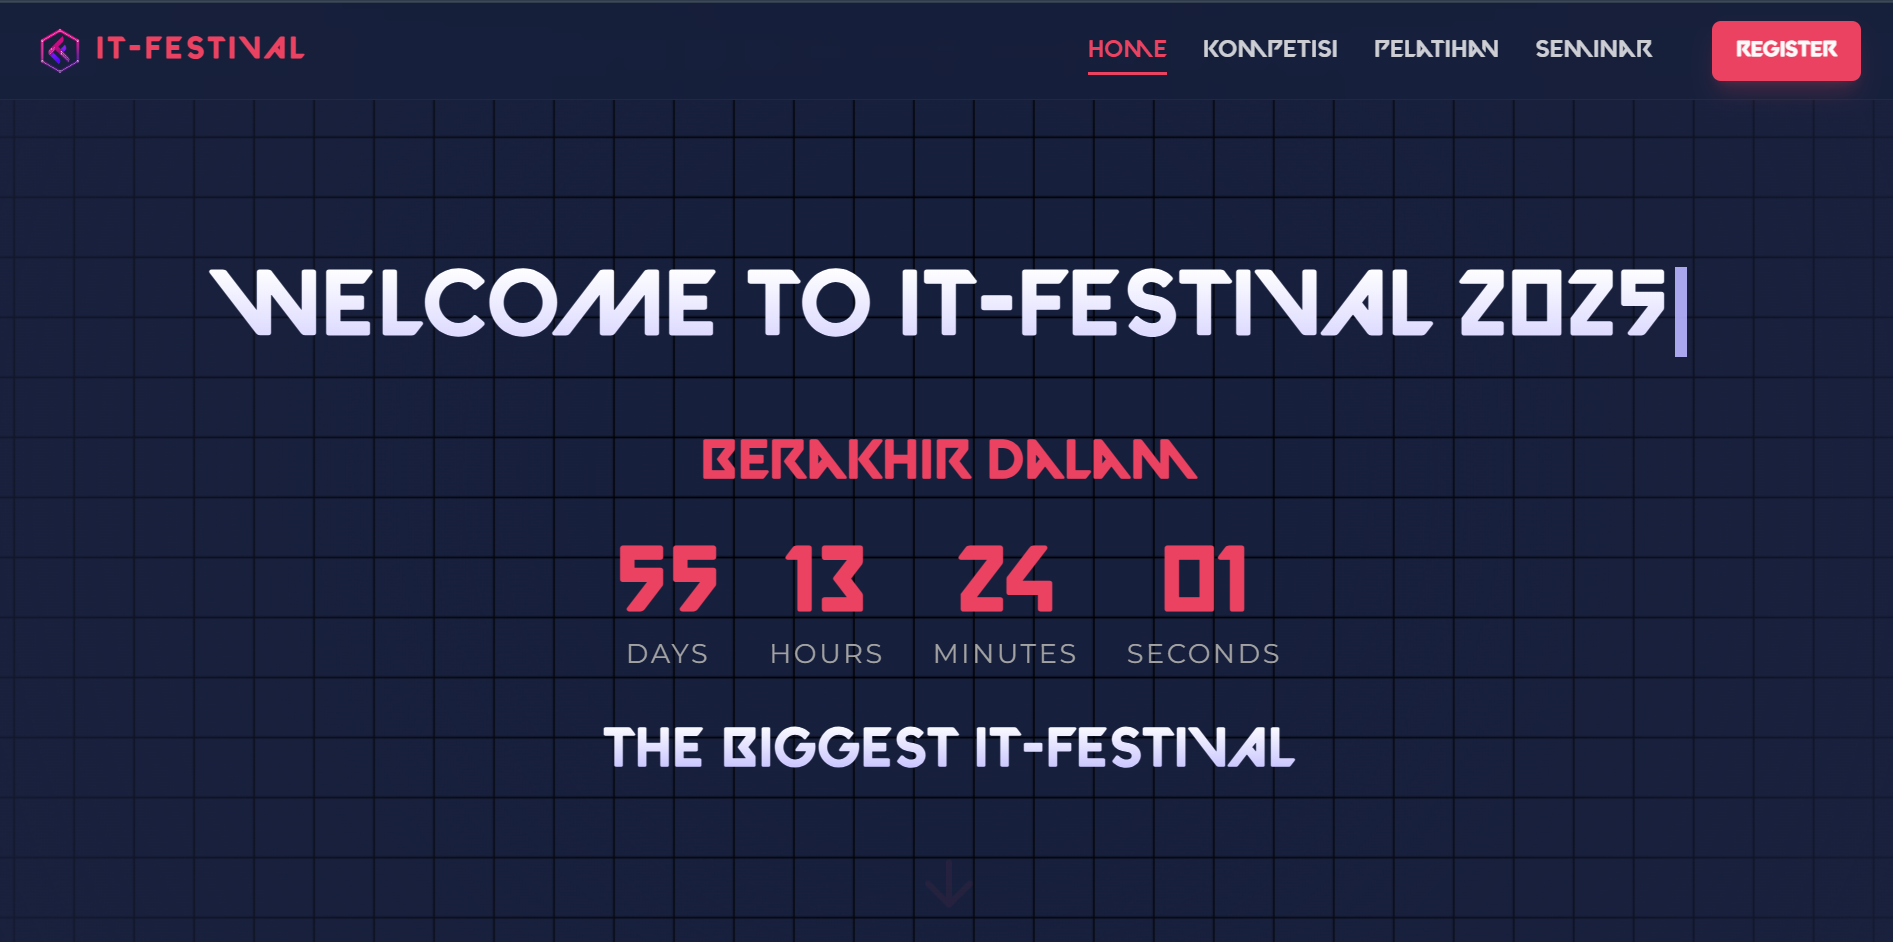 IT-FESTIVAL
HOME KOMPETISI PELATIHAN SEMINAR REGISTER
WELCOME TO IT-FESTIVAL 2025
BERAKHIR DALAM
55 13 24 01
DAYS HOURS MINUTES SECONDS
THE BIGGEST IT-FESTIVAL